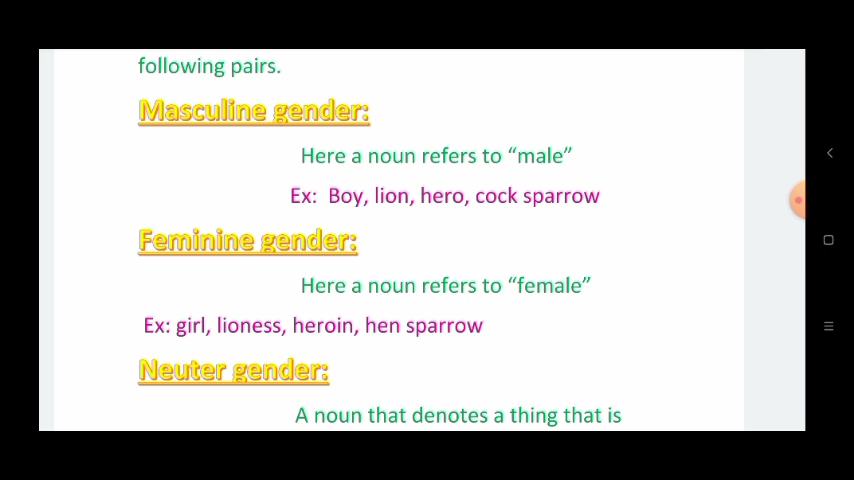 following pairs.
Masculine gender:
Here a noun refers to “male”
Ex:  Boy, lion, hero, cock sparrow
Feminine gender:
Here a noun refers to “female”
Ex: girl, lioness, heroin, hen sparrow
Neuter gender:
A noun that denotes a thing that is